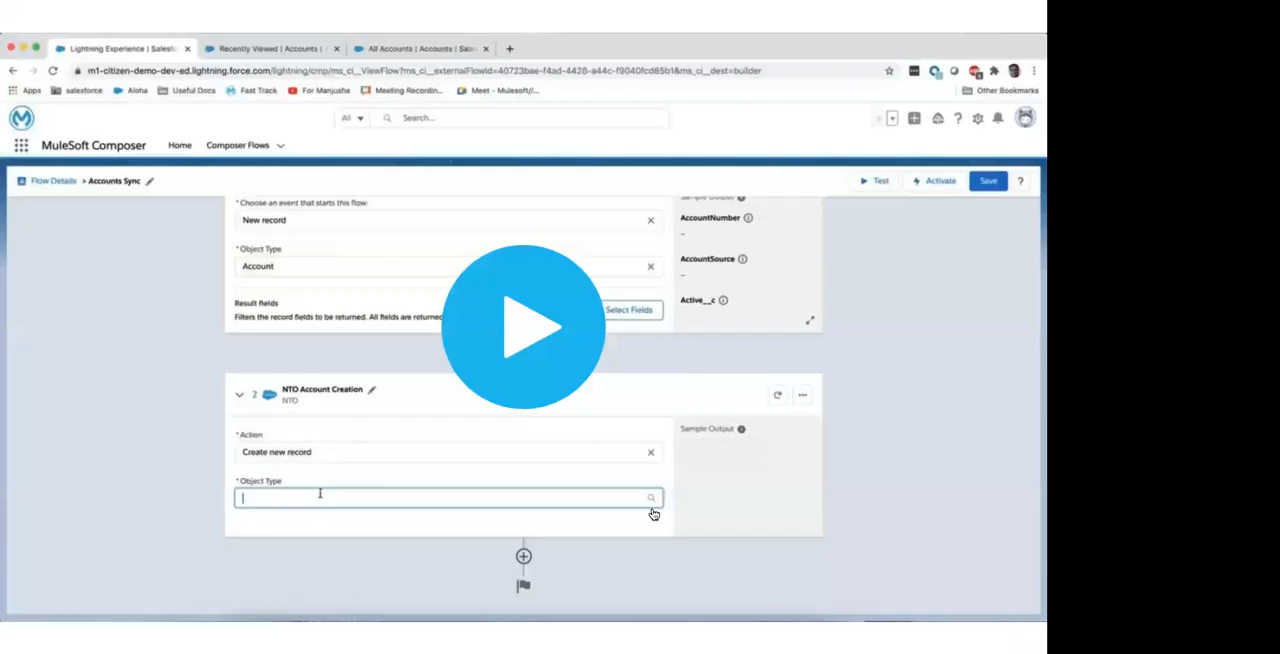 Lightning Experience | Salesfo
Recently Viewed | Accounts |
All Accounts | Accounts | Sales
m1-citizen-demo-dev-ed.lightning.force.com/lightning/cmp/ms_ci__ViewFlow?ms_ci__externalFlowId=40723bae-f4ad-4428-a44c-f9040fcd85b1&ms_ci__dest=builder
Apps salesforce Aloha Useful Docs Fast Track For Manjusha Meeting Recordin... Meet - Mulesoft//... Other Bookmarks
All Search...
MuleSoft Composer Home Composer Flows
Flow Details > Accounts Sync Test Activate Save ?
* Choose an event that starts this flow
Sample Output
New record
AccountNumber
–
* Object Type
AccountSource
Account
–
Active__c
Result fields
Filters the record fields to be returned. All fields are returned
Select Fields
2 NTO Account Creation
NTO
Sample Output
* Action
Create new record
* Object Type